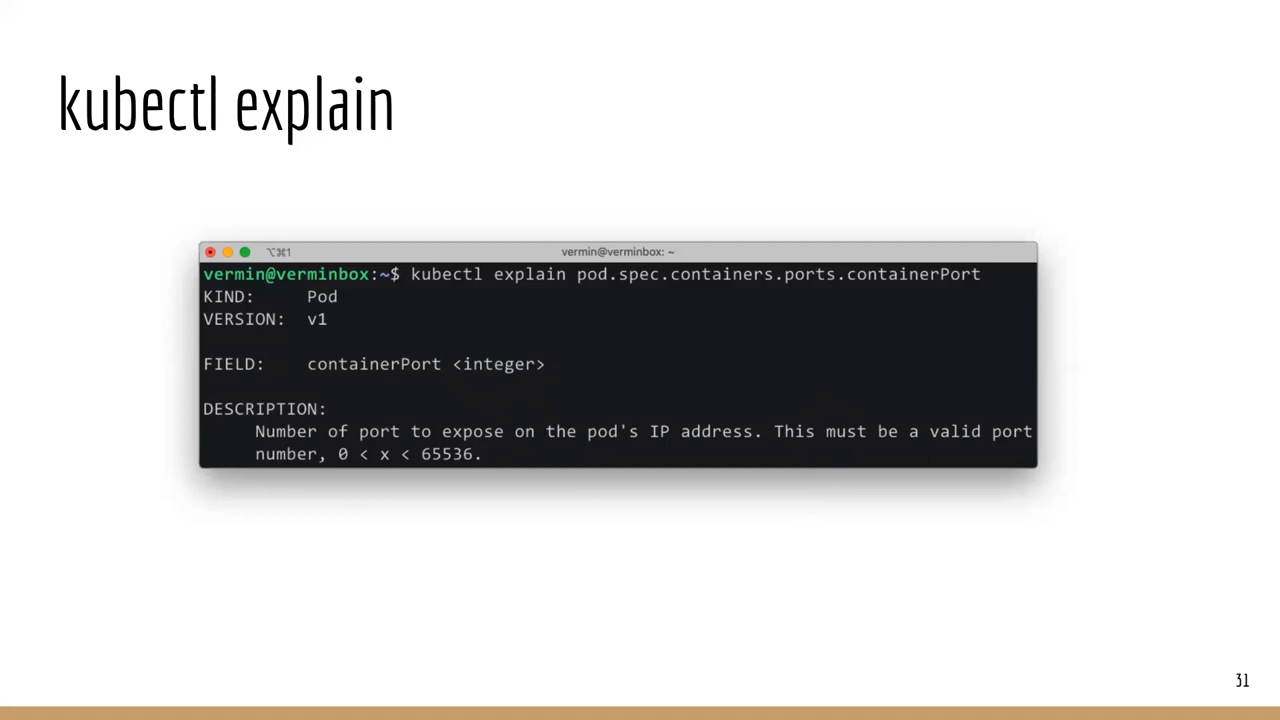 kubectl explain
⌥⌘1 vermin@verminbox: ~
vermin@verminbox:~$ kubectl explain pod.spec.containers.ports.containerPort
KIND: Pod
VERSION: v1
FIELD: containerPort <integer>
DESCRIPTION:
Number of port to expose on the pod's IP address. This must be a valid port
number, 0 < x < 65536.
31